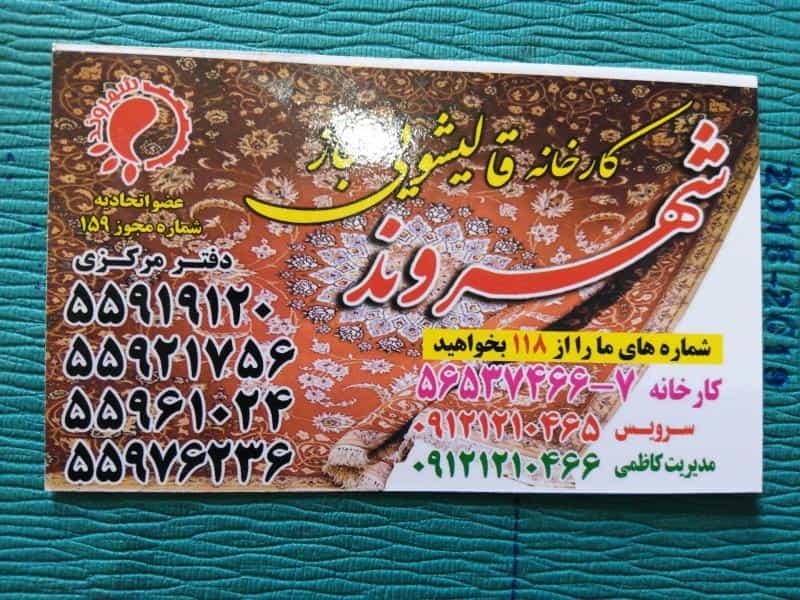 کارخانه قالیشویی
شهروند
شهروند
عضو اتحادیه
شماره مجوز ۱۵۹
دفتر مرکزی
۵۵۹۱۹۱۲۰
۵۵۹۲۱۷۵۶
۵۵۹۶۱۰۲۴
۵۵۹۷۶۲۳۶
شماره های ما را از ۱۱۸ بخواهید
کارخانه ۷-۵۶۵۳۷۴۶۶
سرویس ۰۹۱۲۱۲۱۰۴۶۵
مدیریت کاظمی ۰۹۱۲۱۲۱۰۴۶۶